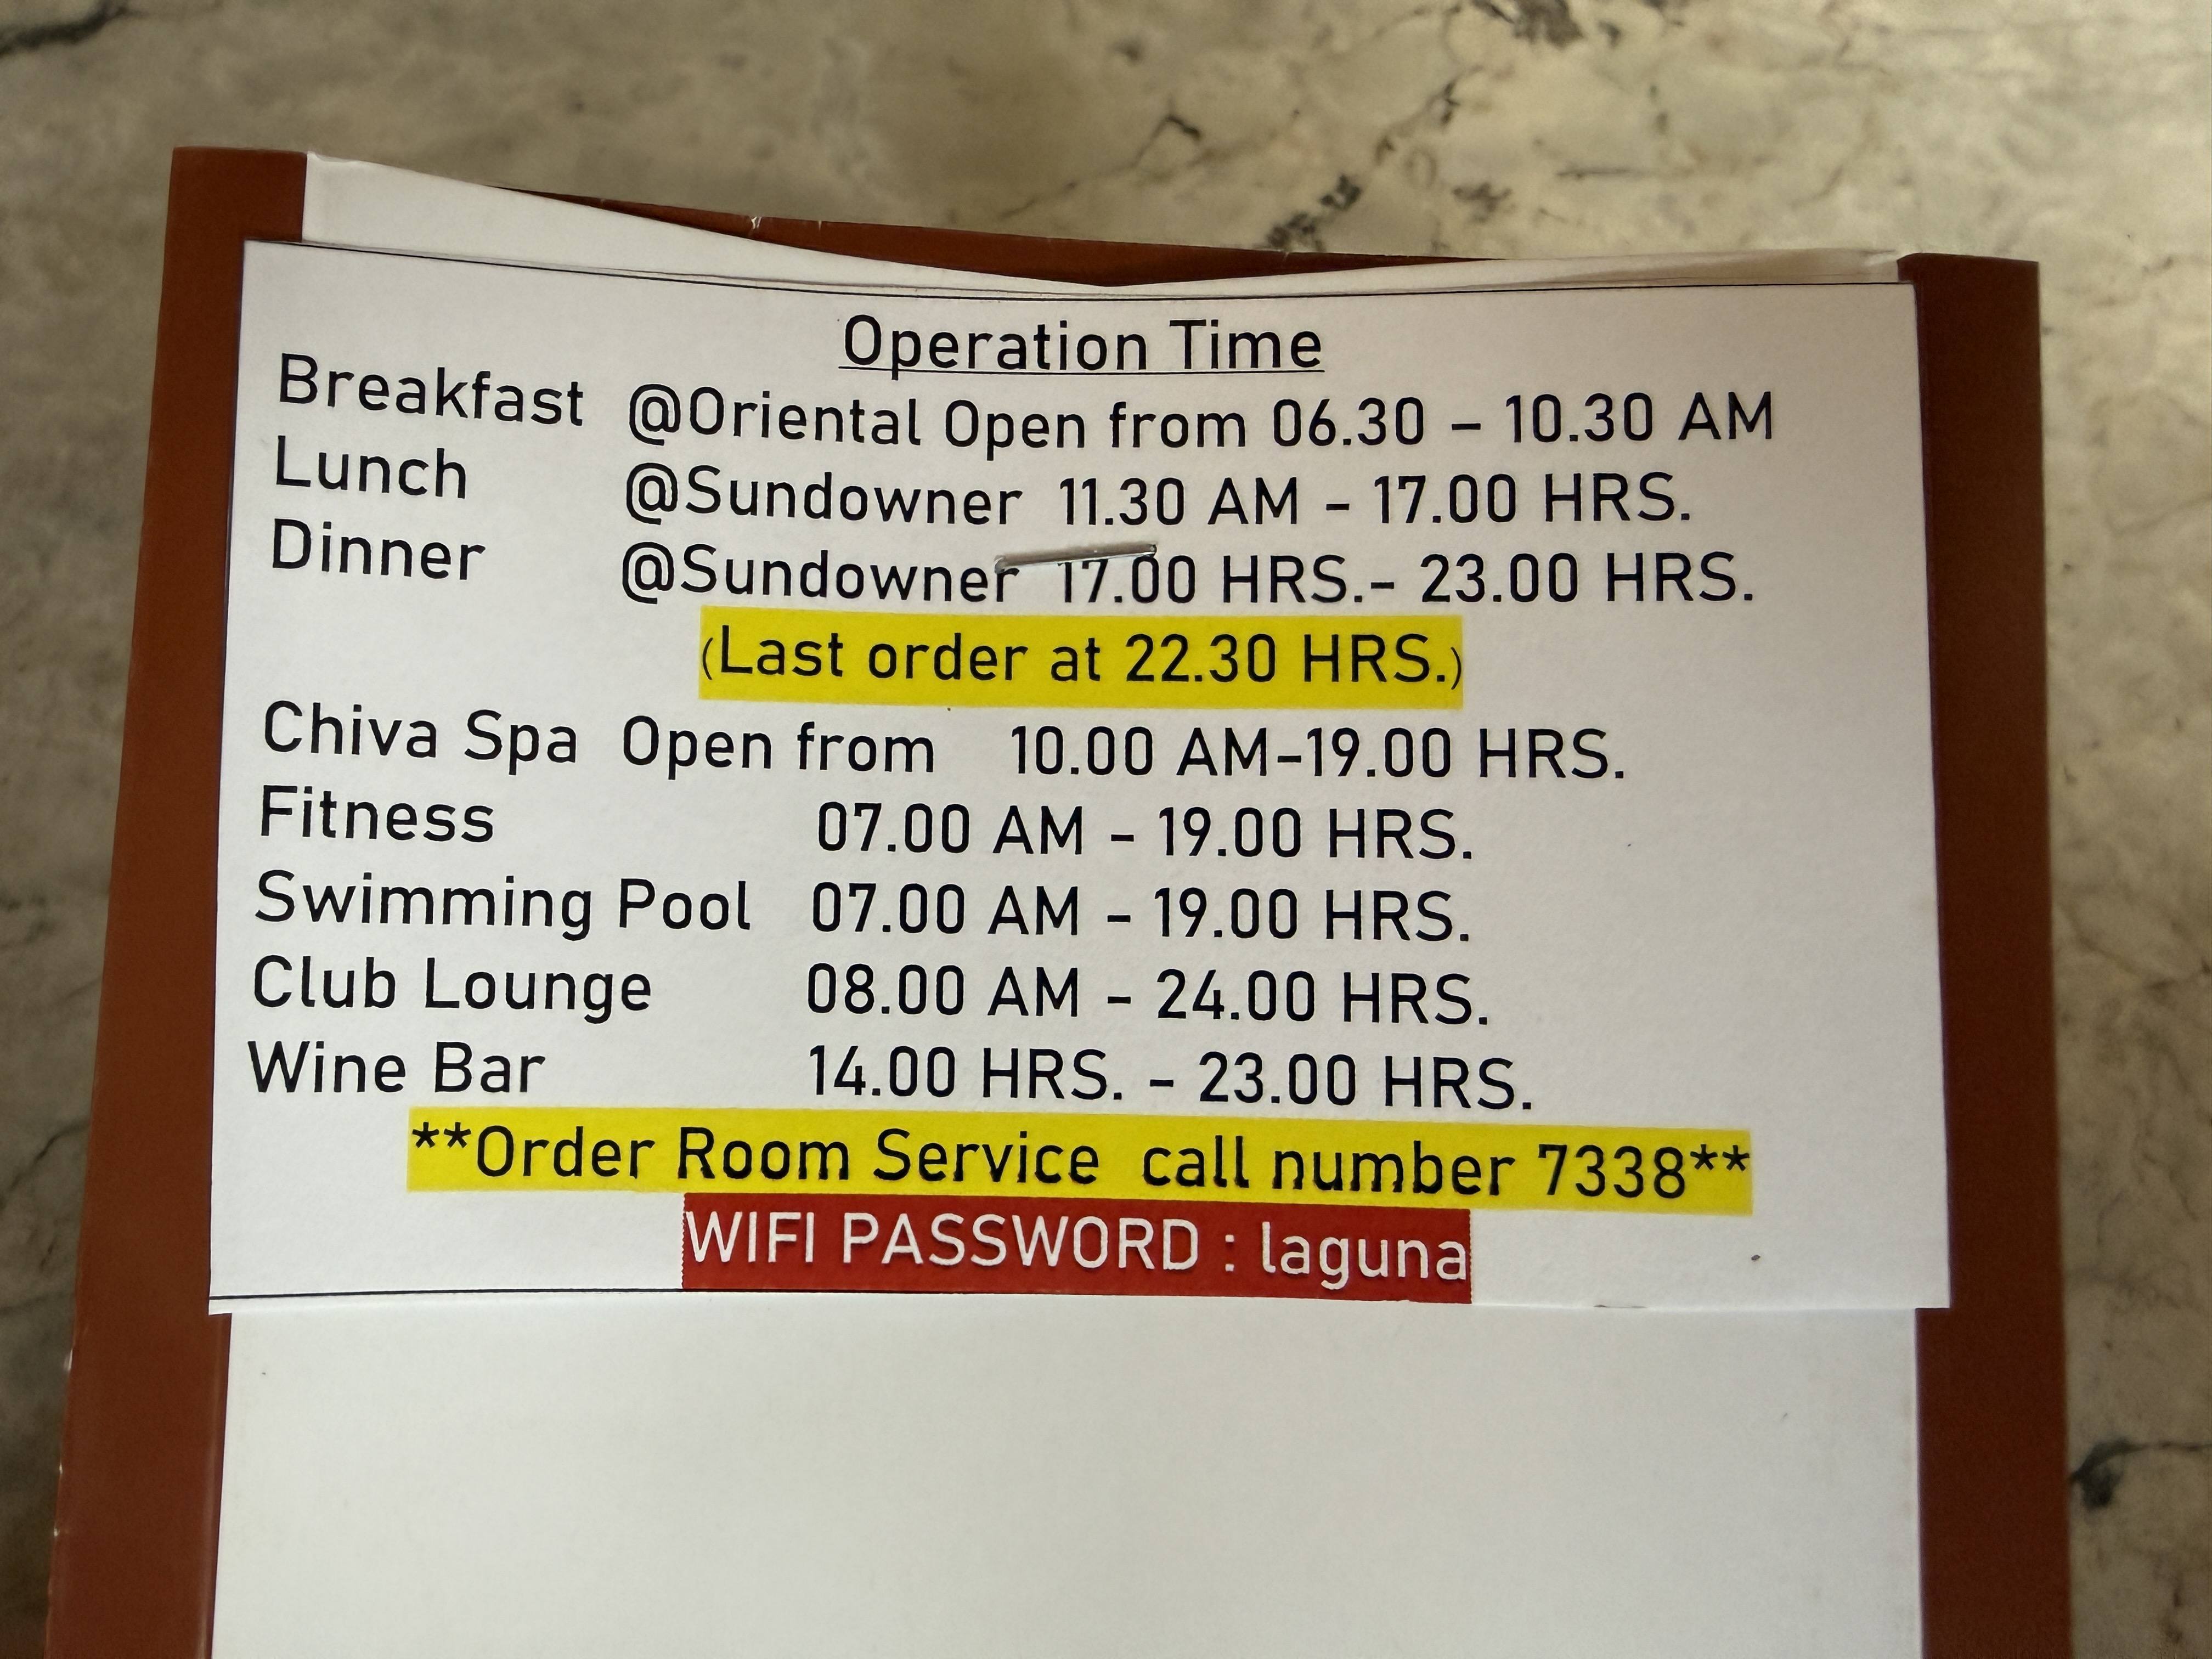 Operation Time
Breakfast @Oriental Open from 06.30 – 10.30 AM
Lunch @Sundowner 11.30 AM – 17.00 HRS.
Dinner @Sundowner 17.00 HRS.– 23.00 HRS.
(Last order at 22.30 HRS.)
Chiva Spa Open from 10.00 AM–19.00 HRS.
Fitness 07.00 AM – 19.00 HRS.
Swimming Pool 07.00 AM – 19.00 HRS.
Club Lounge 08.00 AM – 24.00 HRS.
Wine Bar 14.00 HRS. – 23.00 HRS.
**Order Room Service call number 7338**
WIFI PASSWORD : laguna